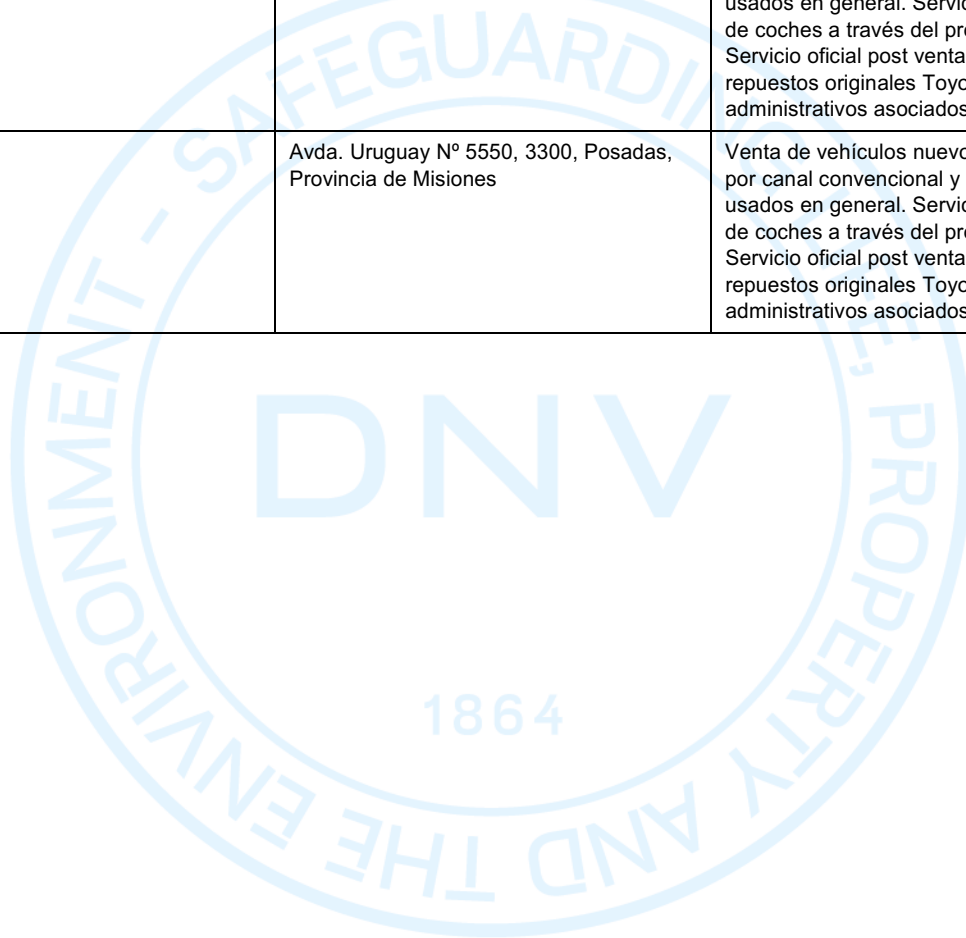 usados en general. Servic
de coches a través del pr
Servicio oficial post venta
repuestos originales Toyo
administrativos asociados
Avda. Uruguay Nº 5550, 3300, Posadas,
Provincia de Misiones
Venta de vehículos nuevo
por canal convencional y
usados en general. Servic
de coches a través del pr
Servicio oficial post venta
repuestos originales Toyo
administrativos asociados
SAFEGUARDING LIFE, PROPERTY AND THE ENVIRONMENT -
DNV
1864